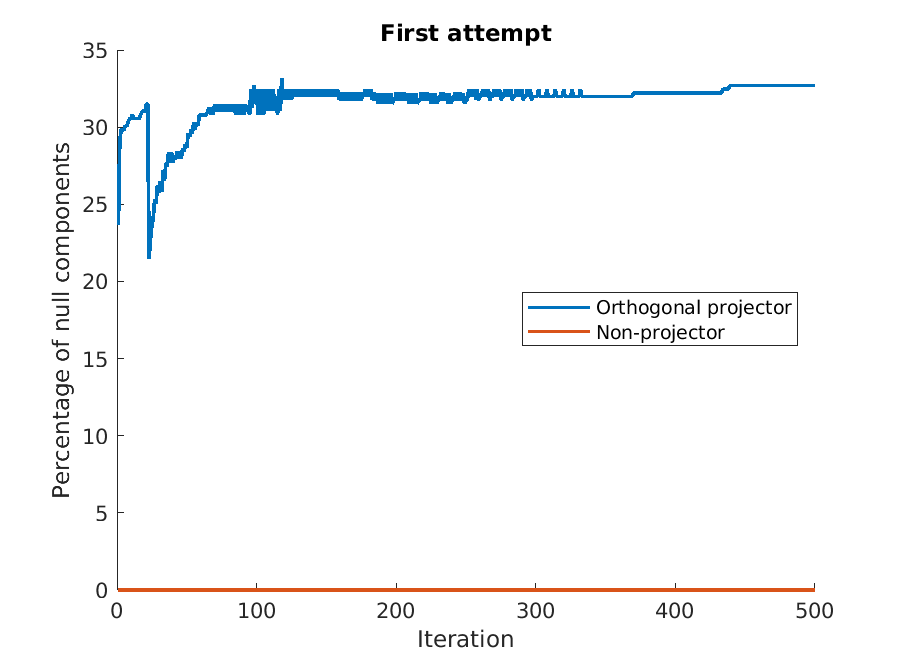 First attempt
35
30
25
20
15
10
5
0
Percentage of null components
Orthogonal projector
Non-projector
0 100 200 300 400 500
Iteration